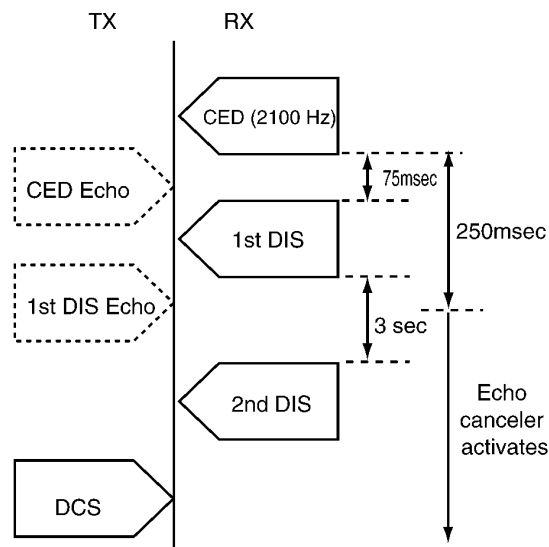 TX
RX
CED (2100 Hz)
CED Echo
75msec
1st DIS
250msec
1st DIS Echo
3 sec
2nd DIS
Echo
canceler
activates
DCS